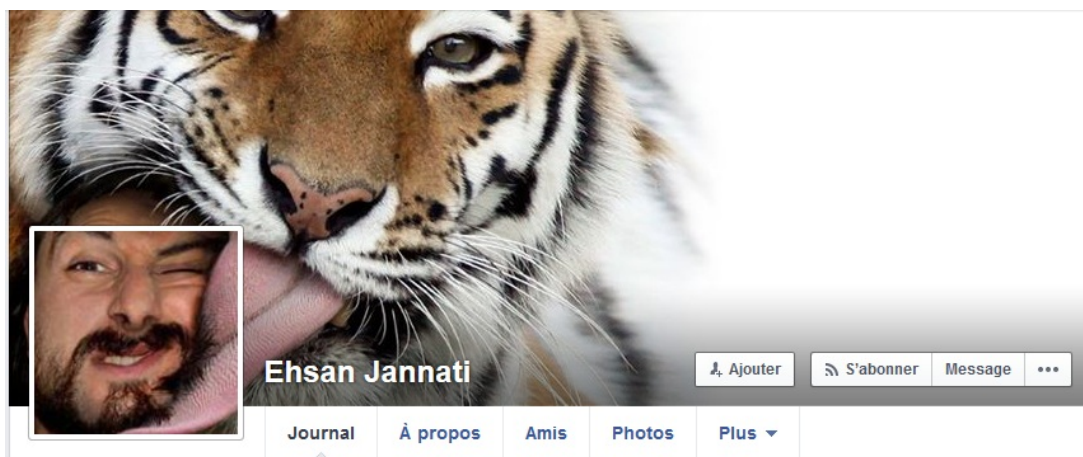 Ehsan Jannati
Ajouter S'abonner Message
Journal À propos Amis Photos Plus